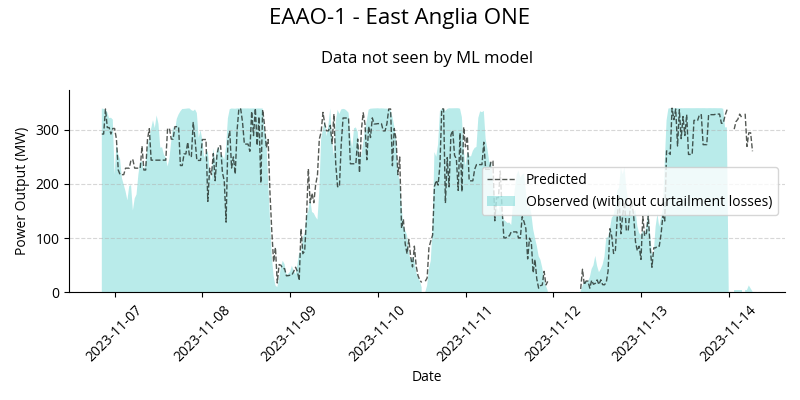 EAAO-1 - East Anglia ONE
Data not seen by ML model
Power Output (MW)
300
200
100
0
Predicted
Observed (without curtailment losses)
2023-11-07
2023-11-08
2023-11-09
2023-11-10
2023-11-11
2023-11-12
2023-11-13
2023-11-14
Date